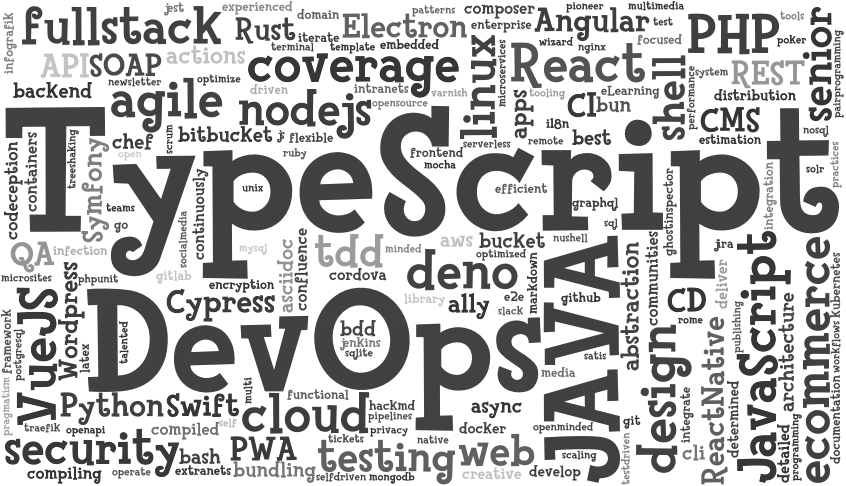 infografik
fullstack
jest
experienced
Rust
domain
iterate
patterns
Electron
composer
enterprise
pioneer
Angular
multimedia
test
PHP
tools
poker
senior
pairprogramming
API
SOAP
actions
terminal
template
embedded
coverage
linux
microservices
wizard
nginx
React
focused
shell
performance
system
REST
backend
newsletter
agile
optimize
driven
intranets
varnish
nodejs
opensource
apps
tooling
CI
eLearning
bun
distribution
CMS
nosql
chef
scrum
bitbucket
js
flexible
ruby
frontend
mocha
serverless
remote
il8n
best
estimation
practices
codeception
containers
treeshaking
Symfony
open
TypeScript
unix
efficient
graphql
sql
ghostinspector
integration
solr
teams
go
socialmedia
continuously
QA
infection
mysql
asciidoc
confluence
tdd
minded
aws
bucket
optimized
nushell
cordova
deno
markdown
JAVA
abstraction
communities
jra
deliver
JavaScript
ecommerce
kubernetes
microsites
Wordpress
phpunit
gitlab
encryption
Cypress
library
ally
e2e
slack
github
CD
rome
publishing
architecture
framework
postgresql
VueJS
latex
DevOps
talented
bdd
jenkins
sqlite
satis
media
design
ReactNative
workflows
pragmatism
Python
Swift
multi
functional
cloud
hackmd
pipelines
privacy
async
docker
openminded
git
integrate
determined
detailed
programming
documentation
traefik
openapi
compiled
self
security
bash
PWA
tickets
native
testing
web
scaling
testdriven
cli
compiling
operate
extranets
bundling
selfdriven
mongodb
creative
develop